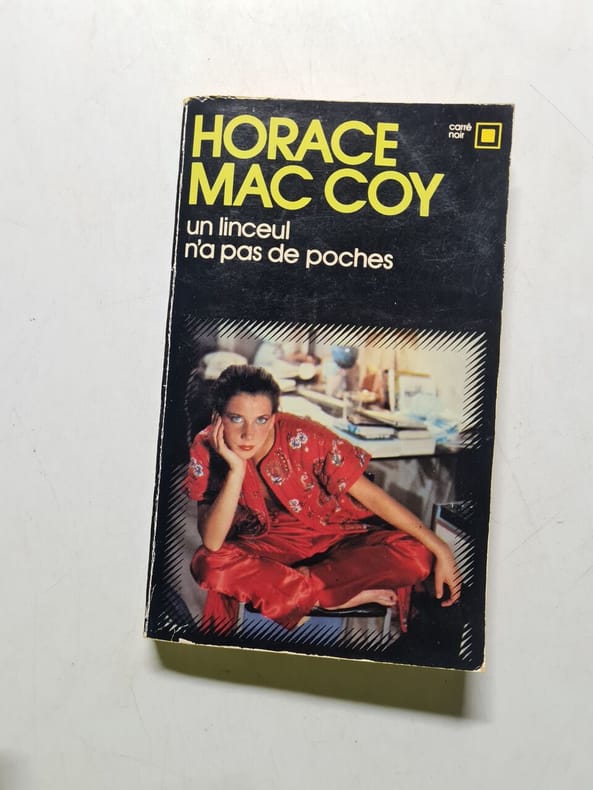 HORACE
MAC COY
carré
noir
un linceul
n'a pas de poches